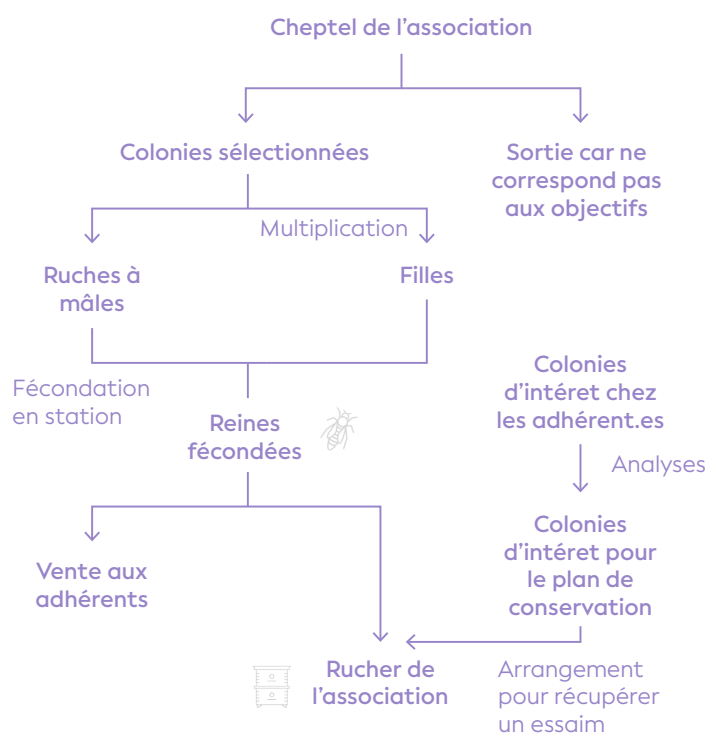 Cheptel de l’association
Colonies sélectionnées
Sortie car ne
correspond pas
aux objectifs
Multiplication
Ruches à
mâles
Filles
Fécondation
en station
Reines
fécondées
Colonies
d’intéret chez
les adhérent.es
Analyses
Colonies
d’intéret pour
le plan de
conservation
Vente aux
adhérents
Rucher de
l’association
Arrangement
pour récupérer
un essaim